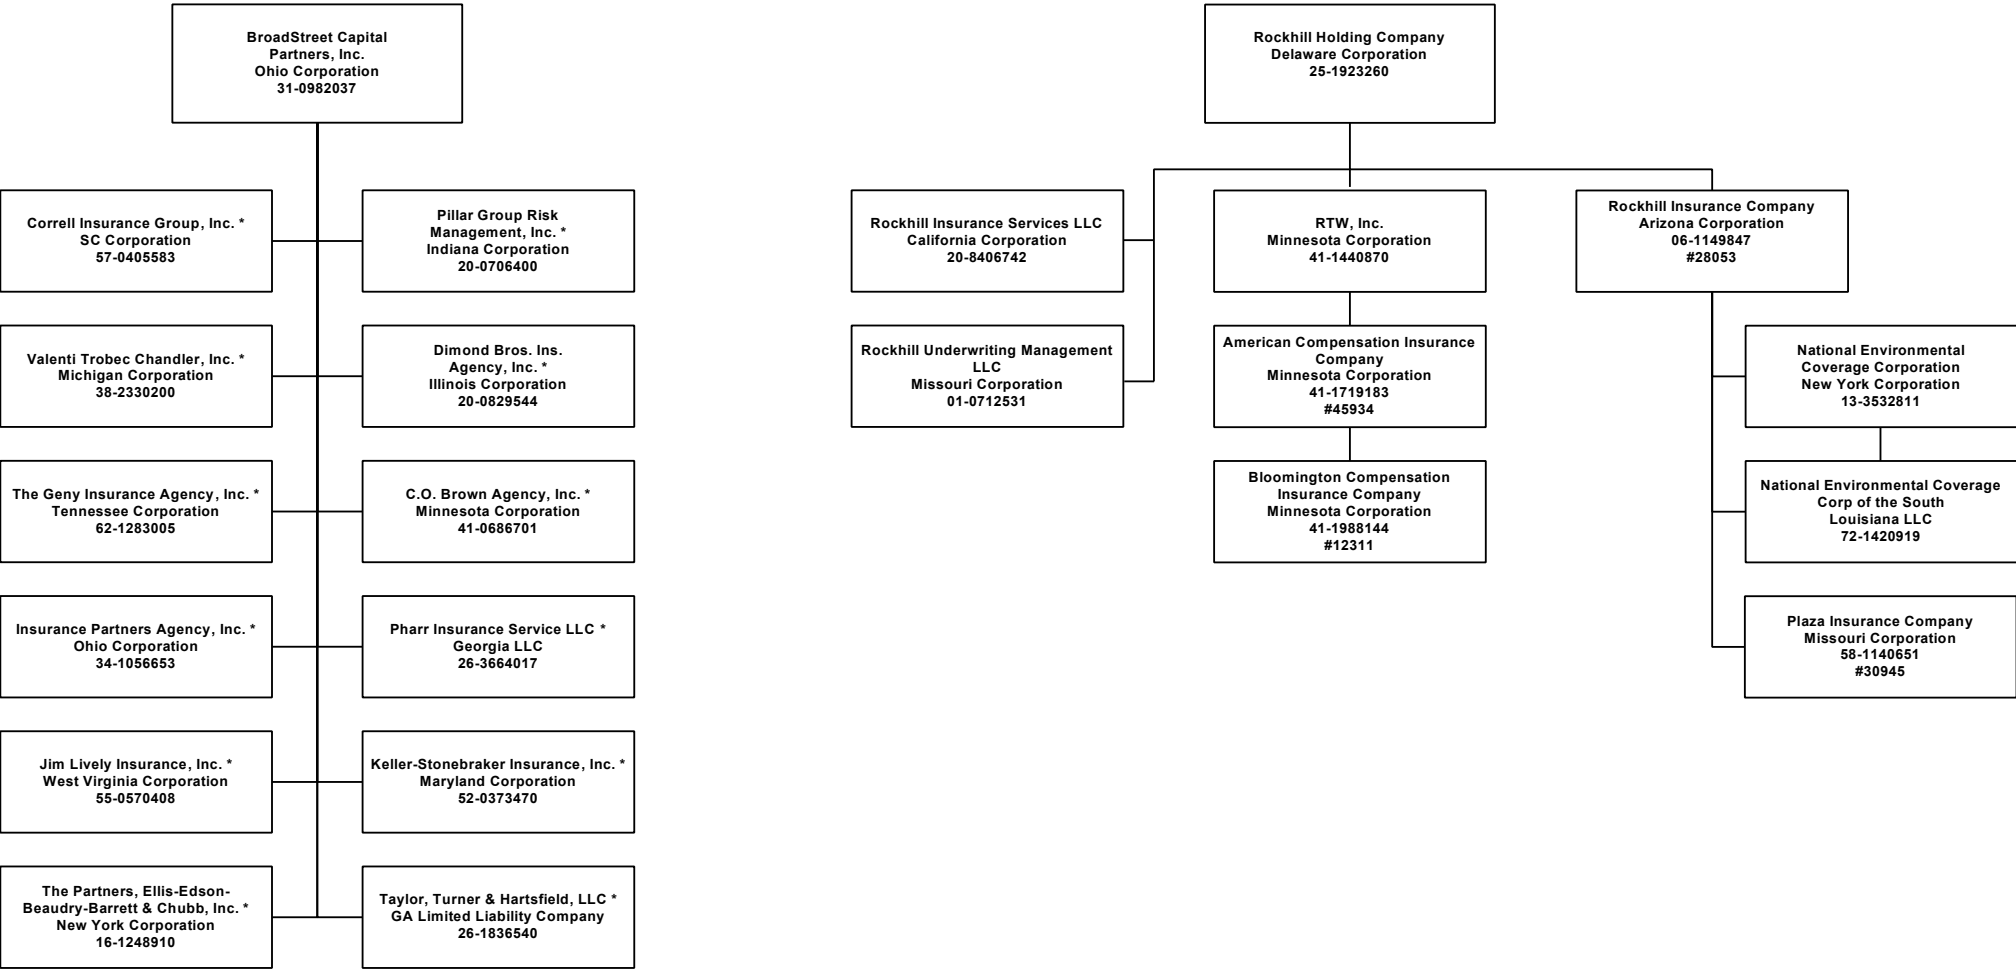 BroadStreet Capital
Partners, Inc.
Ohio Corporation
31-0982037
Rockhill Holding Company
Delaware Corporation
25-1923260
Correll Insurance Group, Inc. *
SC Corporation
57-0405583
Pillar Group Risk
Management, Inc. *
Indiana Corporation
20-0706400
Rockhill Insurance Services LLC
California Corporation
20-8406742
RTW, Inc.
Minnesota Corporation
41-1440870
Rockhill Insurance Company
Arizona Corporation
06-1149847
#28053
Valenti Trobec Chandler, Inc. *
Michigan Corporation
38-2330200
Dimond Bros. Ins.
Agency, Inc. *
Illinois Corporation
20-0829544
Rockhill Underwriting Management
LLC
Missouri Corporation
01-0712531
American Compensation Insurance
Company
Minnesota Corporation
41-1719183
#45934
National Environmental
Coverage Corporation
New York Corporation
13-3532811
The Geny Insurance Agency, Inc. *
Tennessee Corporation
62-1283005
C.O. Brown Agency, Inc. *
Minnesota Corporation
41-0686701
Bloomington Compensation
Insurance Company
Minnesota Corporation
41-1988144
#12311
National Environmental Coverage
Corp of the South
Louisiana LLC
72-1420919
Insurance Partners Agency, Inc. *
Ohio Corporation
34-1056653
Pharr Insurance Service LLC *
Georgia LLC
26-3664017
Plaza Insurance Company
Missouri Corporation
58-1140651
#30945
Jim Lively Insurance, Inc. *
West Virginia Corporation
55-0570408
Keller-Stonebraker Insurance, Inc. *
Maryland Corporation
52-0373470
The Partners, Ellis-Edson-
Beaudry-Barrett & Chubb, Inc. *
New York Corporation
16-1248910
Taylor, Turner & Hartsfield, LLC *
GA Limited Liability Company
26-1836540